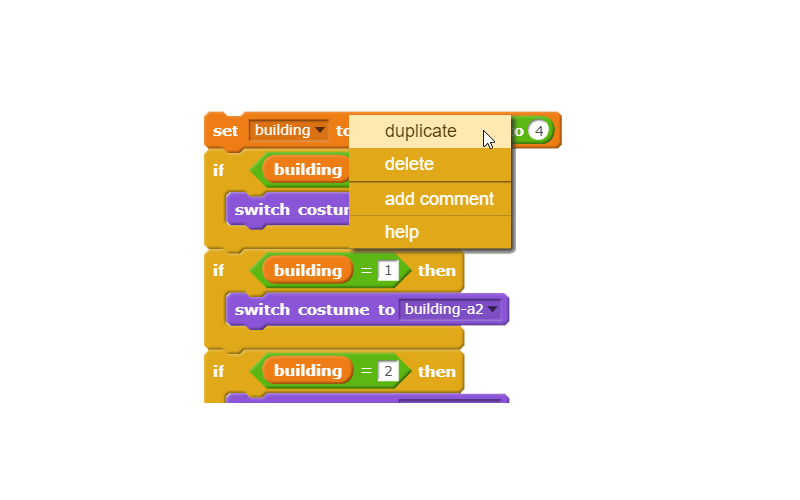 set building to duplicate to 4
delete
if building
switch costum
add comment
help
if building = 1 then
switch costume to building-a2
if building = 2 then